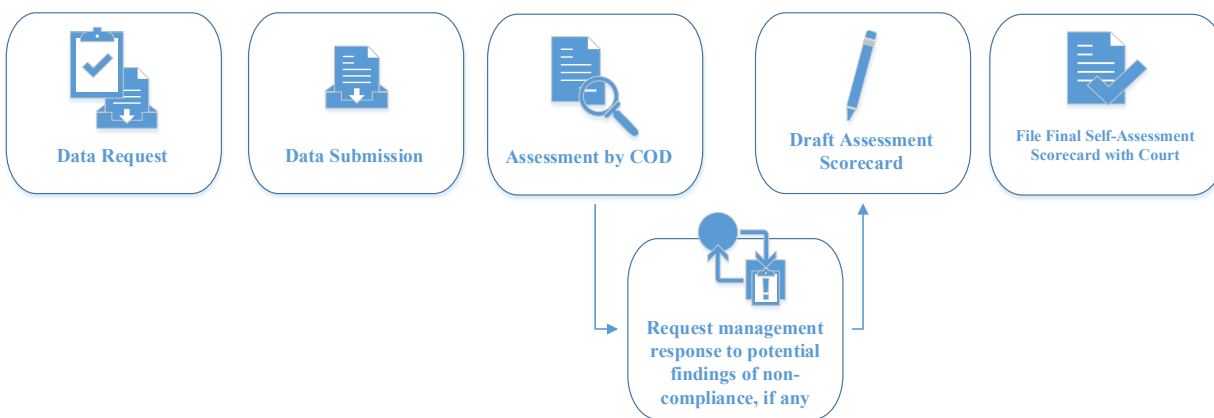 Data Request
Data Submission
Assessment by COD
Draft Assessment
Scorecard
File Final Self-Assessment
Scorecard with Court
Request management
response to potential
findings of non-
compliance, if any